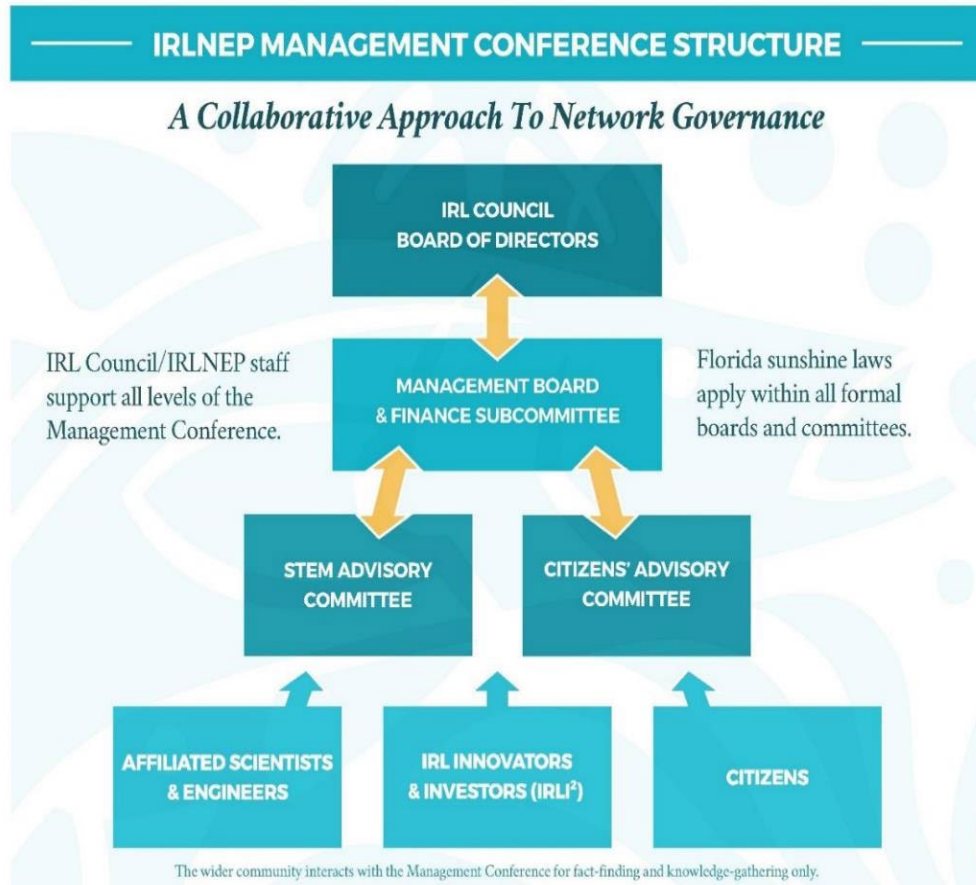 IRLNEP MANAGEMENT CONFERENCE STRUCTURE
A Collaborative Approach To Network Governance
IRL COUNCIL
BOARD OF DIRECTORS
IRL Council/IRLNEP staff
support all levels of the
Management Conference.
MANAGEMENT BOARD
& FINANCE SUBCOMMITTEE
Florida sunshine laws
apply within all formal
boards and committees.
STEM ADVISORY
COMMITTEE
CITIZENS' ADVISORY
COMMITTEE
AFFILIATED SCIENTISTS
& ENGINEERS
IRL INNOVATORS
& INVESTORS (IRLI²)
CITIZENS
The wider community interacts with the Management Conference for fact-finding and knowledge-gathering only.